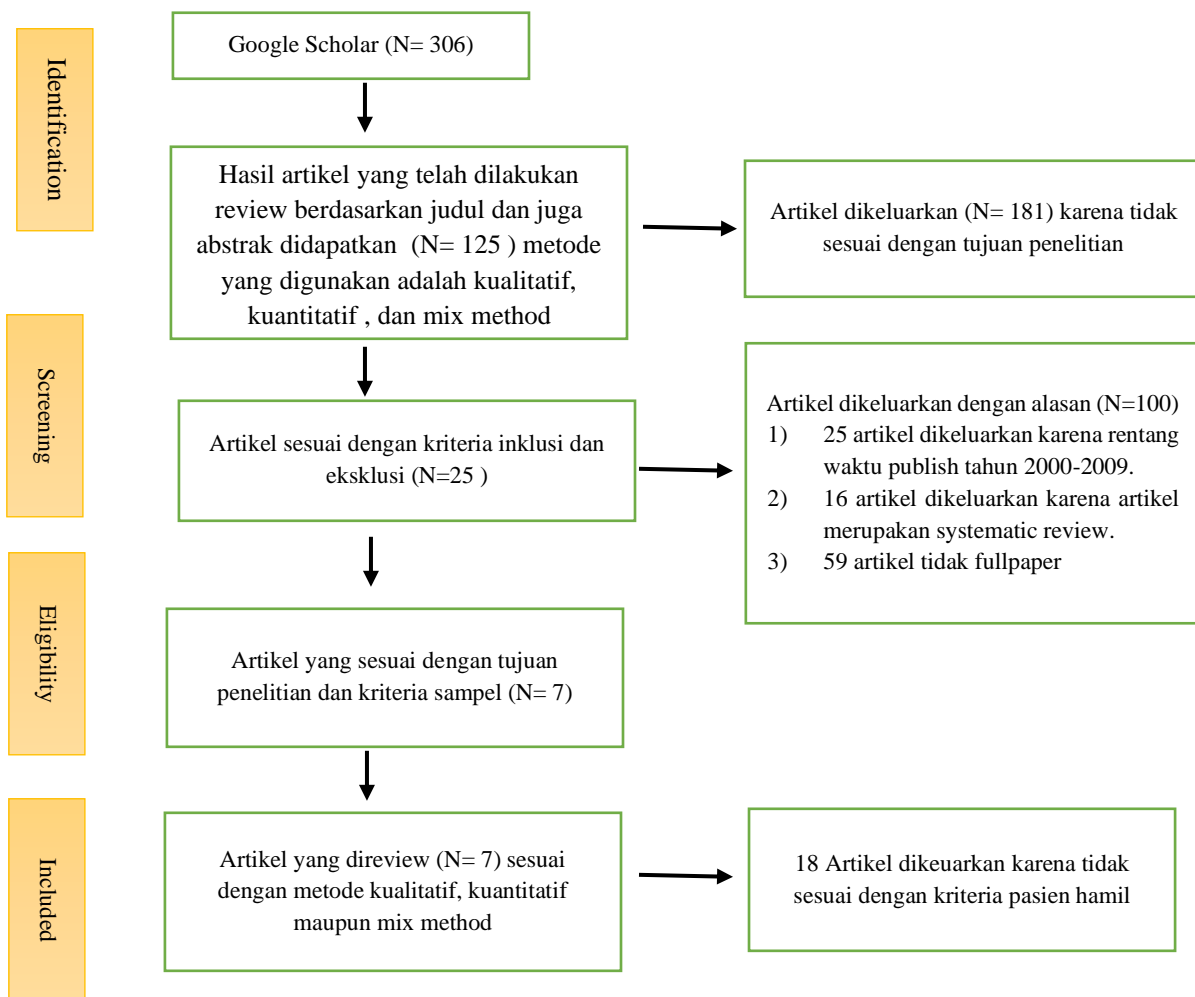 Identification
Google Scholar (N= 306)
Hasil artikel yang telah dilakukan
review berdasarkan judul dan juga
abstrak didapatkan (N= 125 ) metode
yang digunakan adalah kualitatif,
kuantitatif , dan mix method
Artikel dikeluarkan (N= 181) karena tidak
sesuai dengan tujuan penelitian
Screening
Artikel sesuai dengan kriteria inklusi dan
eksklusi (N=25 )
Artikel dikeluarkan dengan alasan (N=100)
1) 25 artikel dikeluarkan karena rentang
waktu publish tahun 2000-2009.
2) 16 artikel dikeluarkan karena artikel
merupakan systematic review.
3) 59 artikel tidak fullpaper
Eligibility
Artikel yang sesuai dengan tujuan
penelitian dan kriteria sampel (N= 7)
Included
Artikel yang direview (N= 7) sesuai
dengan metode kualitatif, kuantitatif
maupun mix method
18 Artikel dikeuarkan karena tidak
sesuai dengan kriteria pasien hamil